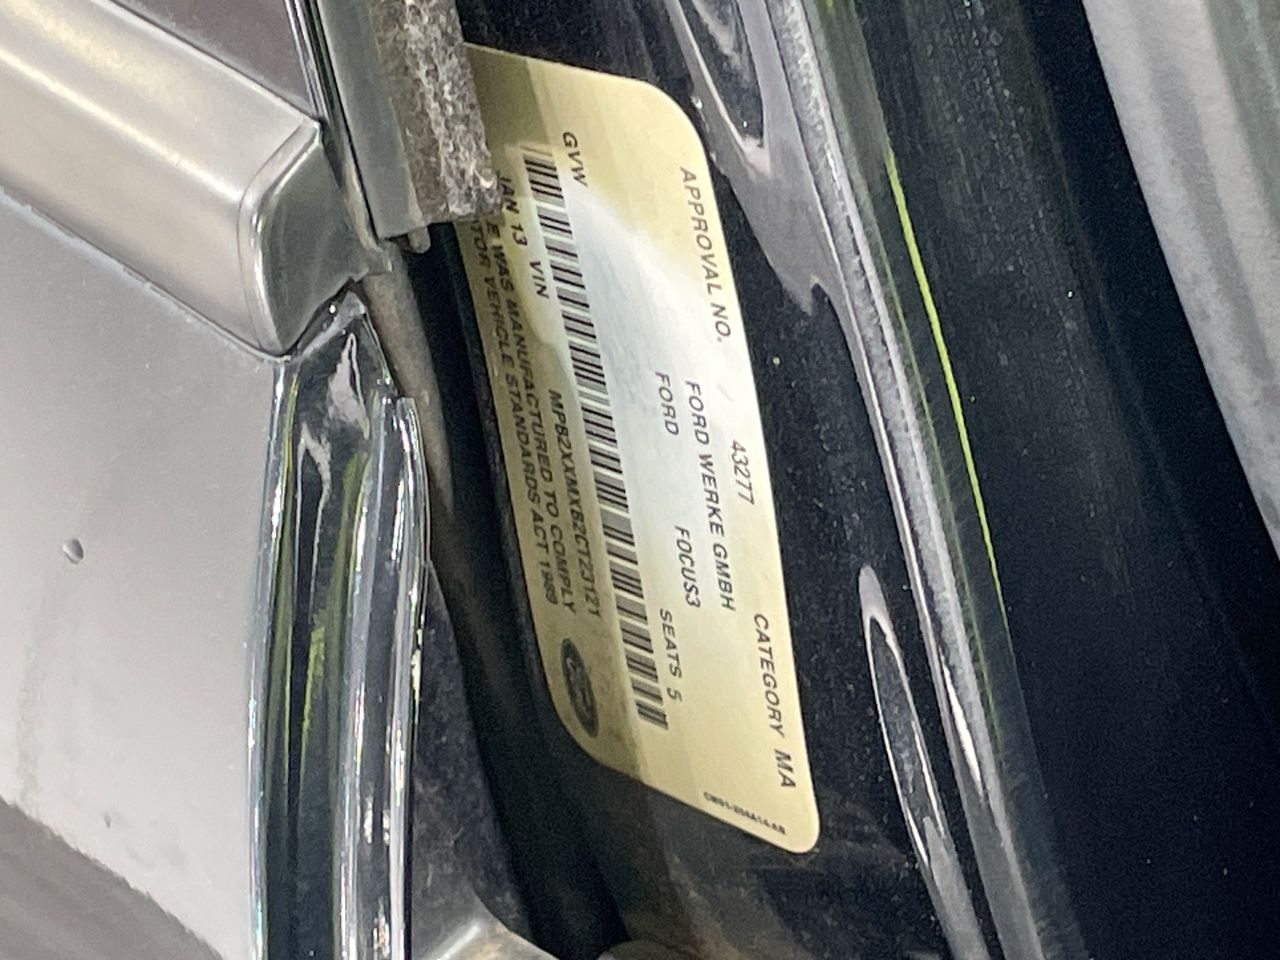 APPROVAL NO. 43277 CATEGORY MA
FORD WERKE GMBH
FORD FOCUS3 SEATS 5
GVW
JAN 13 VIN MPB2XXMXB2CT23121
WAS MANUFACTURED TO COMPLY
VEHICLE STANDARDS ACT 1989